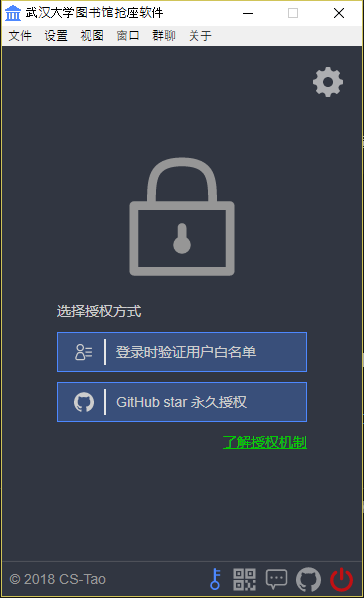 武汉大学图书馆抢座软件
文件 设置 视图 窗口 群聊 关于
选择授权方式
登录时验证用户白名单
GitHub star 永久授权
了解授权机制
© 2018 CS-Tao